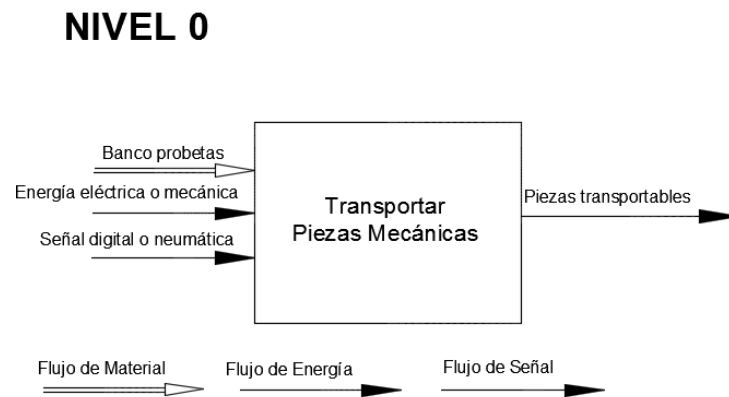 NIVEL 0
Banco probetas
Energía eléctrica o mecánica
Señal digital o neumática
Transportar
Piezas Mecánicas
Piezas transportables
Flujo de Material
Flujo de Energía
Flujo de Señal